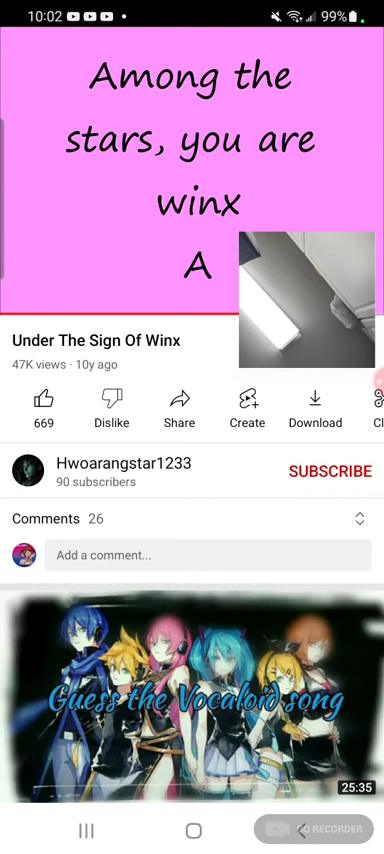 10:02
99%
Among the
stars, you are
winx
A
Under The Sign Of Winx
47K views · 10y ago
669
Dislike
Share
Create
Download
Cl
Hwoarangstar1233
90 subscribers
SUBSCRIBE
Comments 26
Add a comment...
Guess the Vocaloid song
25:35
GO RECORDER